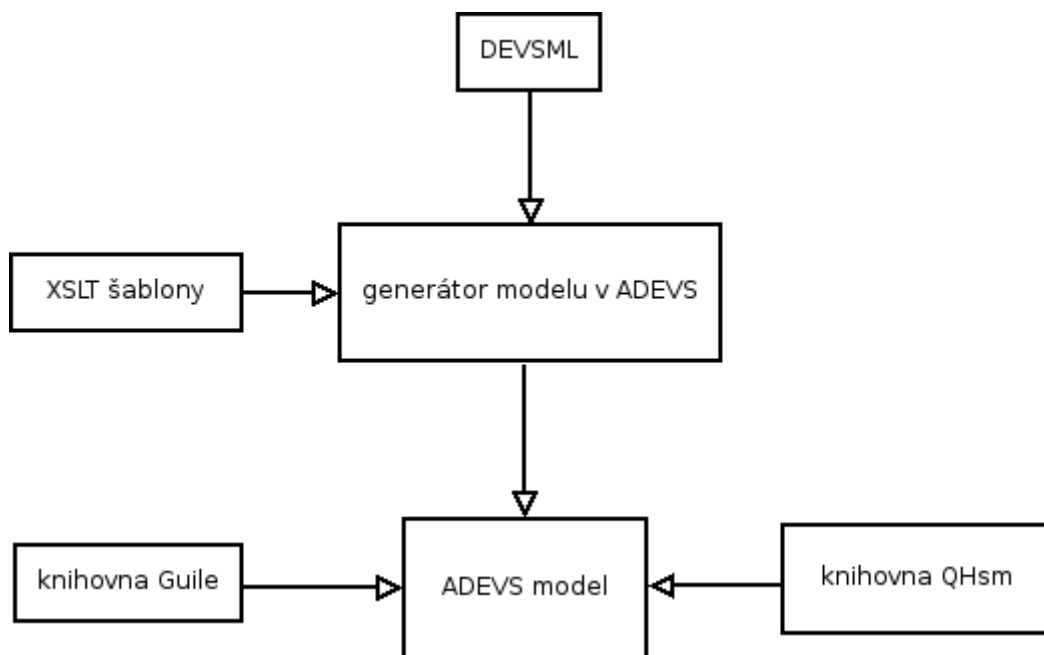 DEVSML
XSLT šablony
generátor modelu v ADEVS
knihovna Guile
ADEVS model
knihovna QHsm